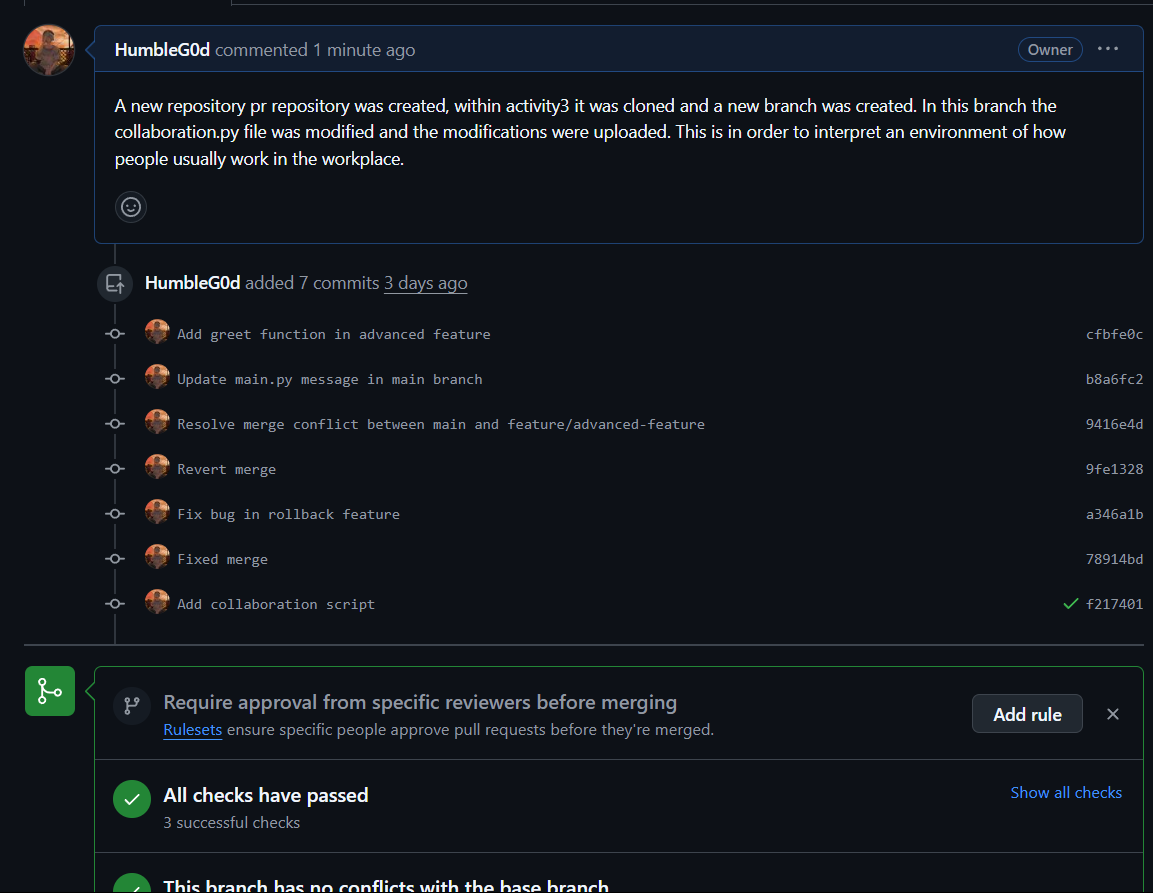 HumbleG0d commented 1 minute ago Owner
A new repository pr repository was created, within activity3 it was cloned and a new branch was created. In this branch the
collaboration.py file was modified and the modifications were uploaded. This is in order to interpret an environment of how
people usually work in the workplace.
HumbleG0d added 7 commits 3 days ago
Add greet function in advanced feature cfbfe0c
Update main.py message in main branch b8a6fc2
Resolve merge conflict between main and feature/advanced-feature 9416e4d
Revert merge 9fe1328
Fix bug in rollback feature a346a1b
Fixed merge 78914bd
Add collaboration script f217401
Require approval from specific reviewers before merging
Rulesets ensure specific people approve pull requests before they're merged.
Add rule
All checks have passed
3 successful checks
Show all checks
This branch has no conflicts with the base branch